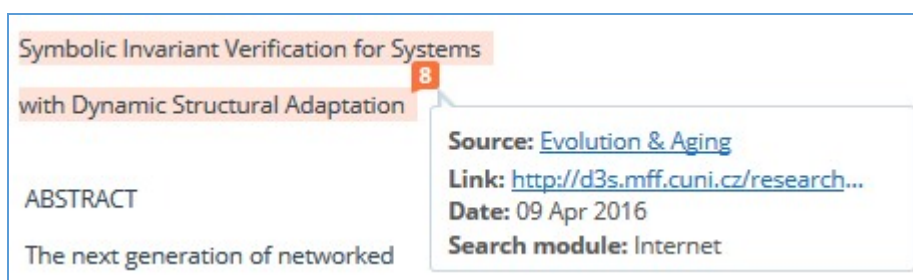 Symbolic Invariant Verification for Systems
8
with Dynamic Structural Adaptation
Source: Evolution & Aging
Link: http://d3s.mff.cuni.cz/research...
Date: 09 Apr 2016
Search module: Internet
ABSTRACT
The next generation of networked